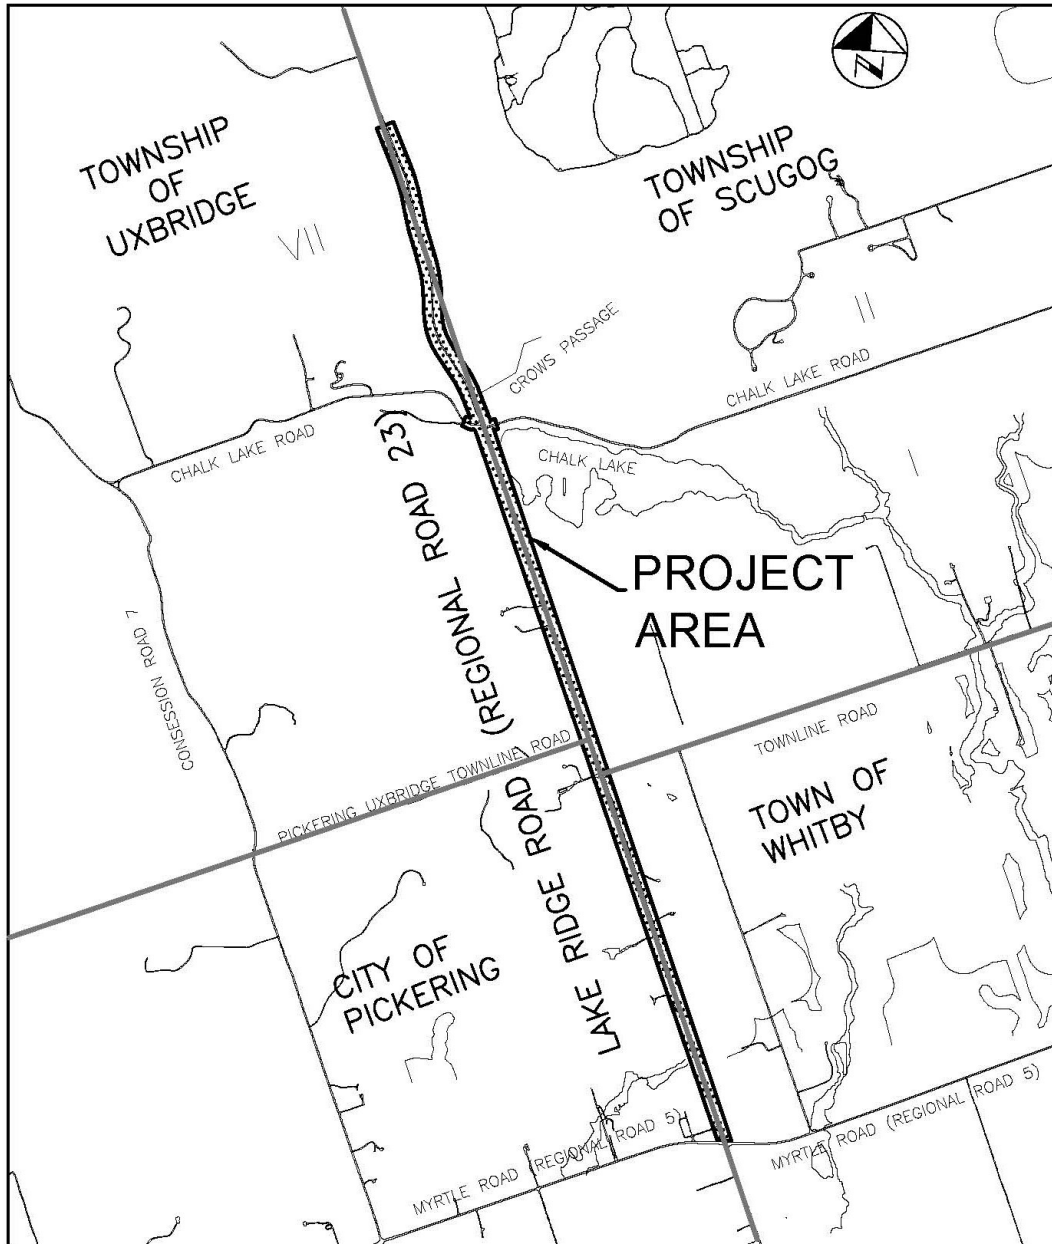 N
TOWNSHIP
OF
UXBRIDGE
TOWNSHIP
OF SCUGOG
VII
II
CROWS PASSAGE
CHALK LAKE ROAD
CHALK LAKE ROAD
CHALK LAKE
I
PROJECT
AREA
LAKE RIDGE ROAD (REGIONAL ROAD 23)
CONSESSION ROAD 7
TOWNLINE ROAD
PICKERING UXBRIDGE TOWNLINE ROAD
TOWN OF
WHITBY
CITY OF
PICKERING
MYRTLE ROAD (REGIONAL ROAD 5)
MYRTLE ROAD (REGIONAL ROAD 5)